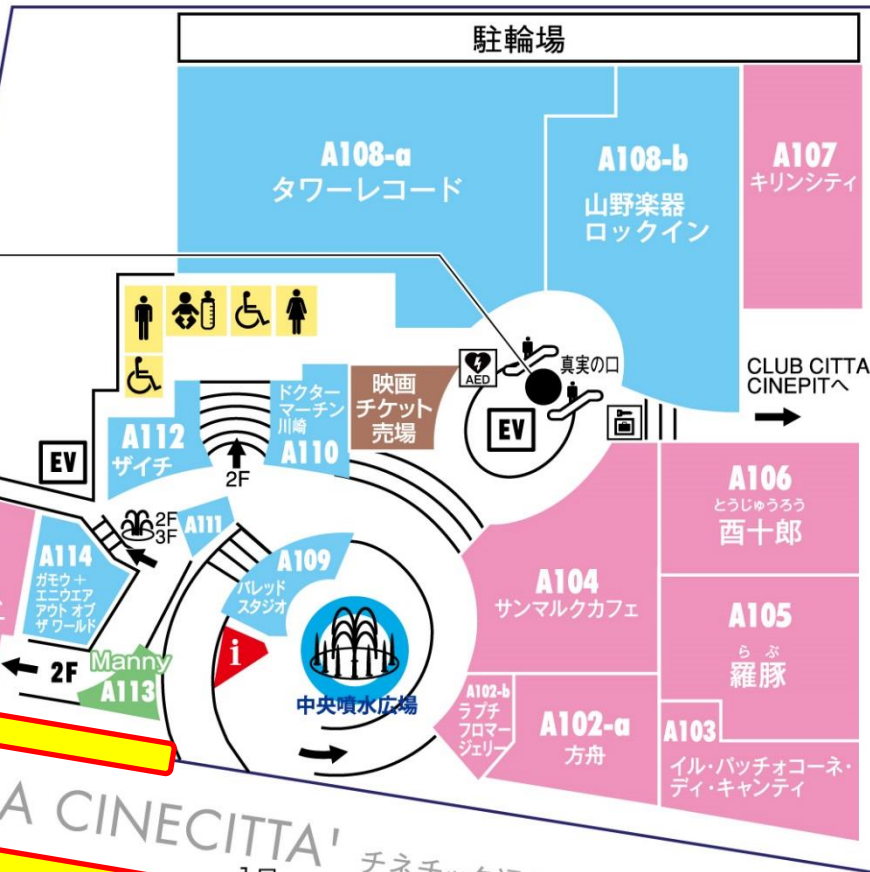 駐輪場
A108-a
タワーレコード
A108-b
山野楽器
ロックイン
A107
キリンシティ
AED
真実の口
CLUB CITTA
CINEPITへ
EV
映画
チケット
売場
ドクター
マーチン
川崎
A110
A112
ザイチ
EV
2F
2F
3F
A111
A109
バレッド
スタジオ
A114
ガモウ+
エニウエア
アウト オブ
ザ ワールド
2F
Manny
A113
i
中央噴水広場
A106
とうじゅうろう
酉十郎
A104
サンマルクカフェ
A105
らぶ
羅豚
A102-b
ラプチ
フロマー
ジェリー
A102-a
方舟
A103
イル・バッチョコーネ・
ディ・キャンティ
A CINECITTA'